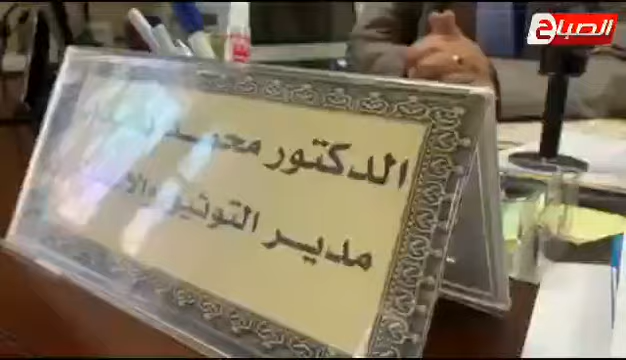 الصباح
الدكتور محمد
مدير التوثيق